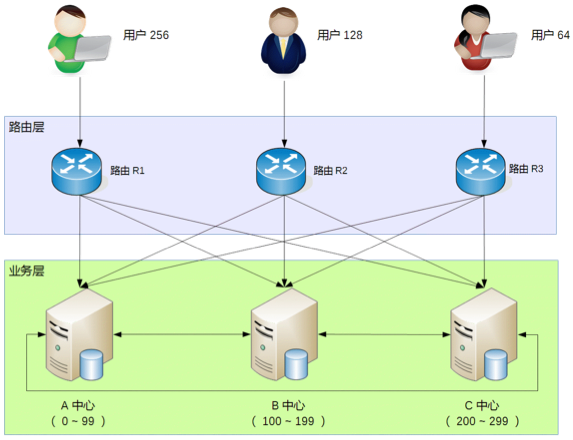 用户 256
用户 128
用户 64
路由层
路由 R1
路由 R2
路由 R3
业务层
A 中心
( 0 ~ 99 )
B 中心
( 100 ~ 199 )
C 中心
( 200 ~ 299 )